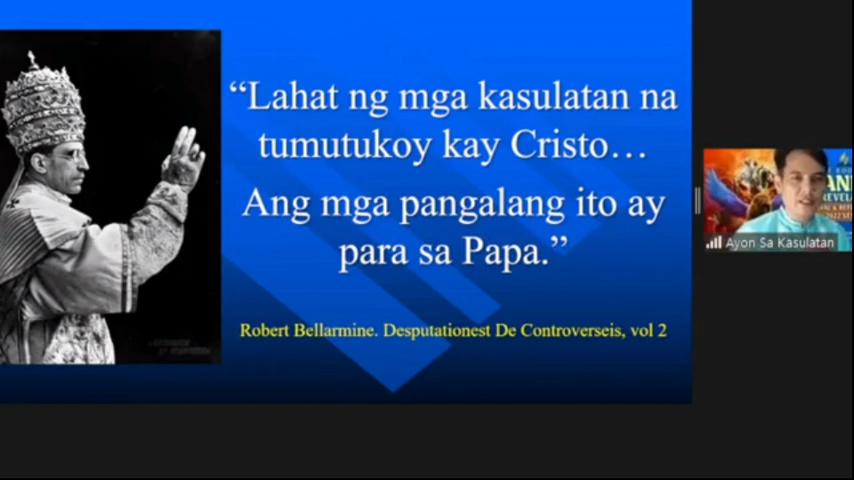 “Lahat ng mga kasulatan na
tumutukoy kay Cristo…
Ang mga pangalang ito ay
para sa Papa.”
Robert Bellarmine. Desputationest De Controverseis, vol 2
Ayon Sa Kasulatan